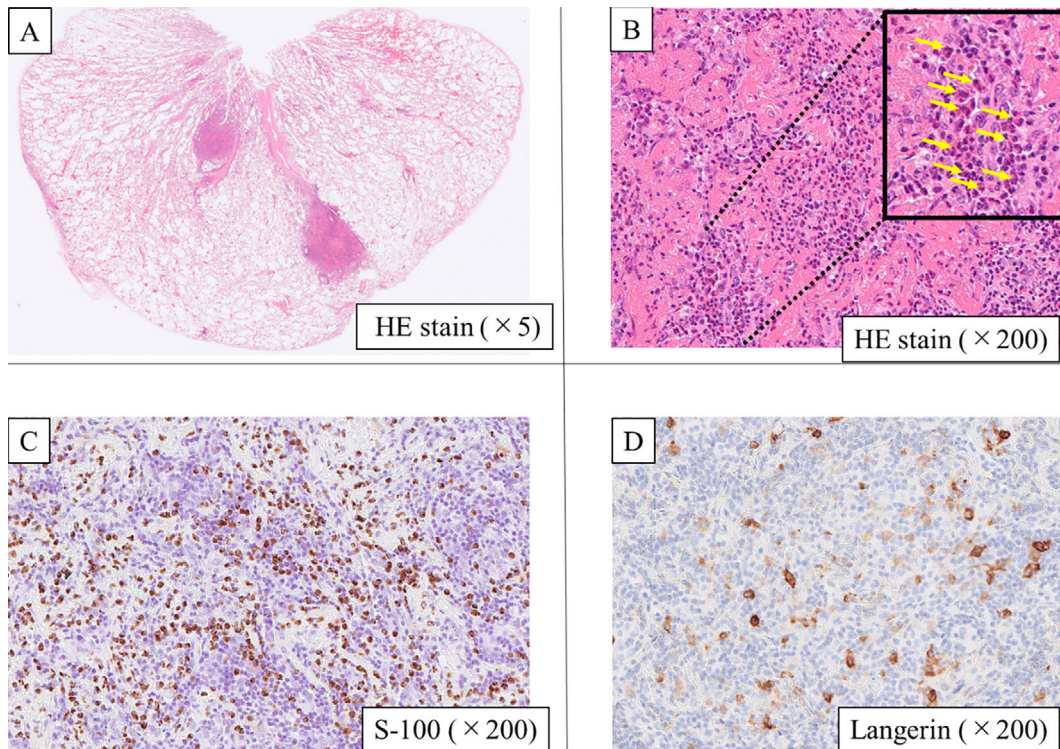 A
HE stain (×5)
B
HE stain (×200)
C
S-100 (×200)
D
Langerin (×200)